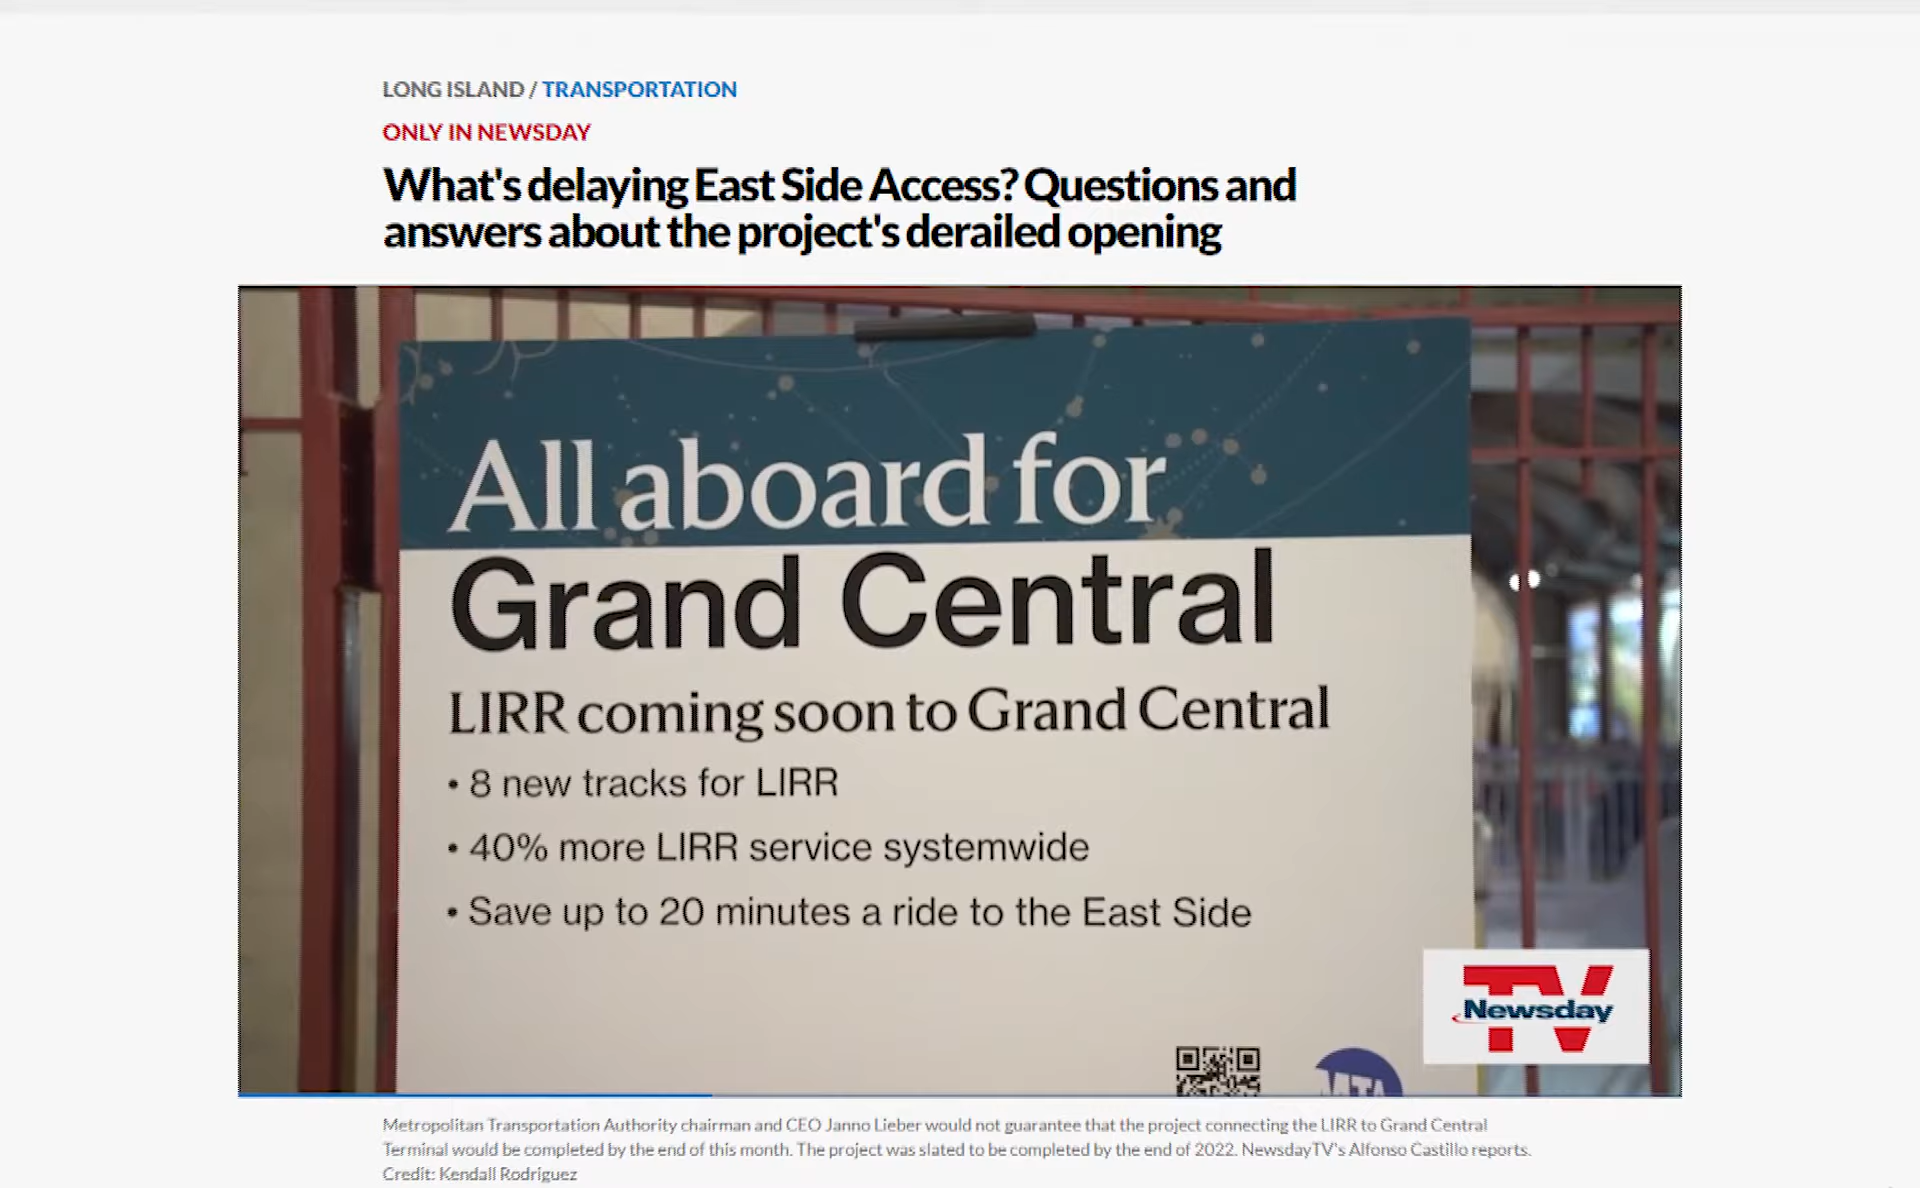 LONG ISLAND / TRANSPORTATION
ONLY IN NEWSDAY
What's delaying East Side Access? Questions and
answers about the project's derailed opening
All aboard for
Grand Central
LIRR coming soon to Grand Central
• 8 new tracks for LIRR
• 40% more LIRR service systemwide
• Save up to 20 minutes a ride to the East Side
MTA
TV
Newsday
Metropolitan Transportation Authority chairman and CEO Janno Lieber would not guarantee that the project connecting the LIRR to Grand Central
Terminal would be completed by the end of this month. The project was slated to be completed by the end of 2022. NewsdayTV's Alfonso Castillo reports.
Credit: Kendall Rodriguez